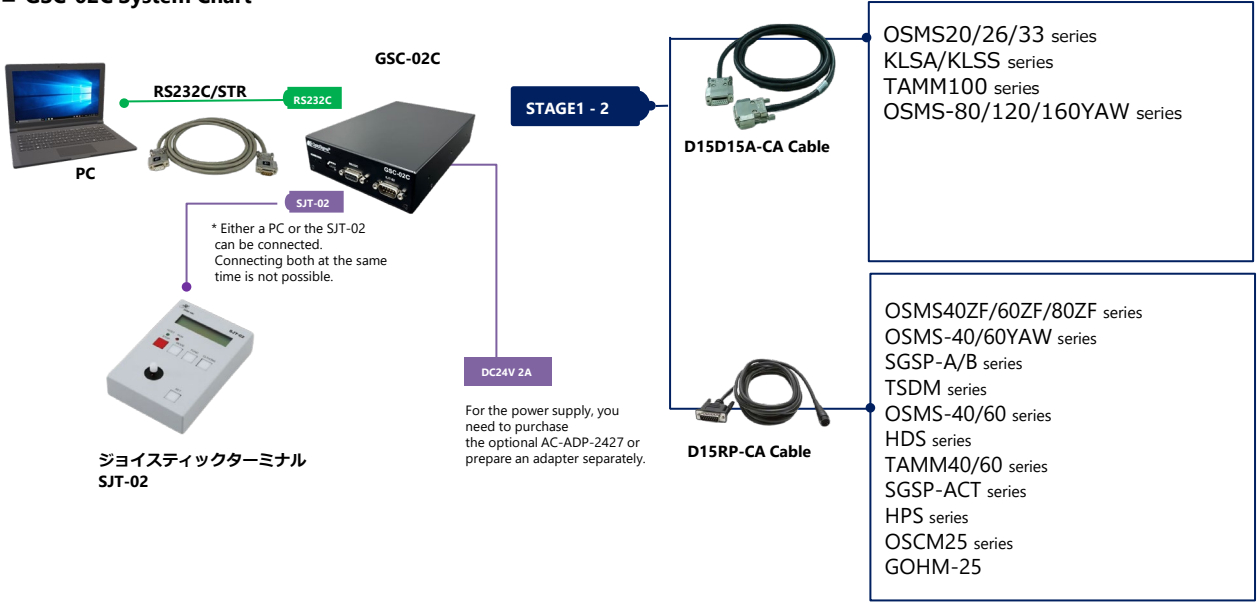 GSC-02C System Chart
GSC-02C
RS232C/STR
RS232C
PC
SJT-02
* Either a PC or the SJT-02
can be connected.
Connecting both at the same
time is not possible.
GSC-02C
SJT-02
ジョイスティックターミナル
SJT-02
DC24V 2A
For the power supply, you
need to purchase
the optional AC-ADP-2427 or
prepare an adapter separately.
STAGE1 - 2
D15D15A-CA Cable
OSMS20/26/33 series
KLSA/KLSS series
TAMM100 series
OSMS-80/120/160YAW series
D15RP-CA Cable
OSMS40ZF/60ZF/80ZF series
OSMS-40/60YAW series
SGSP-A/B series
TSDM series
OSMS-40/60 series
HDS series
TAMM40/60 series
SGSP-ACT series
HPS series
OSCM25 series
GOHM-25